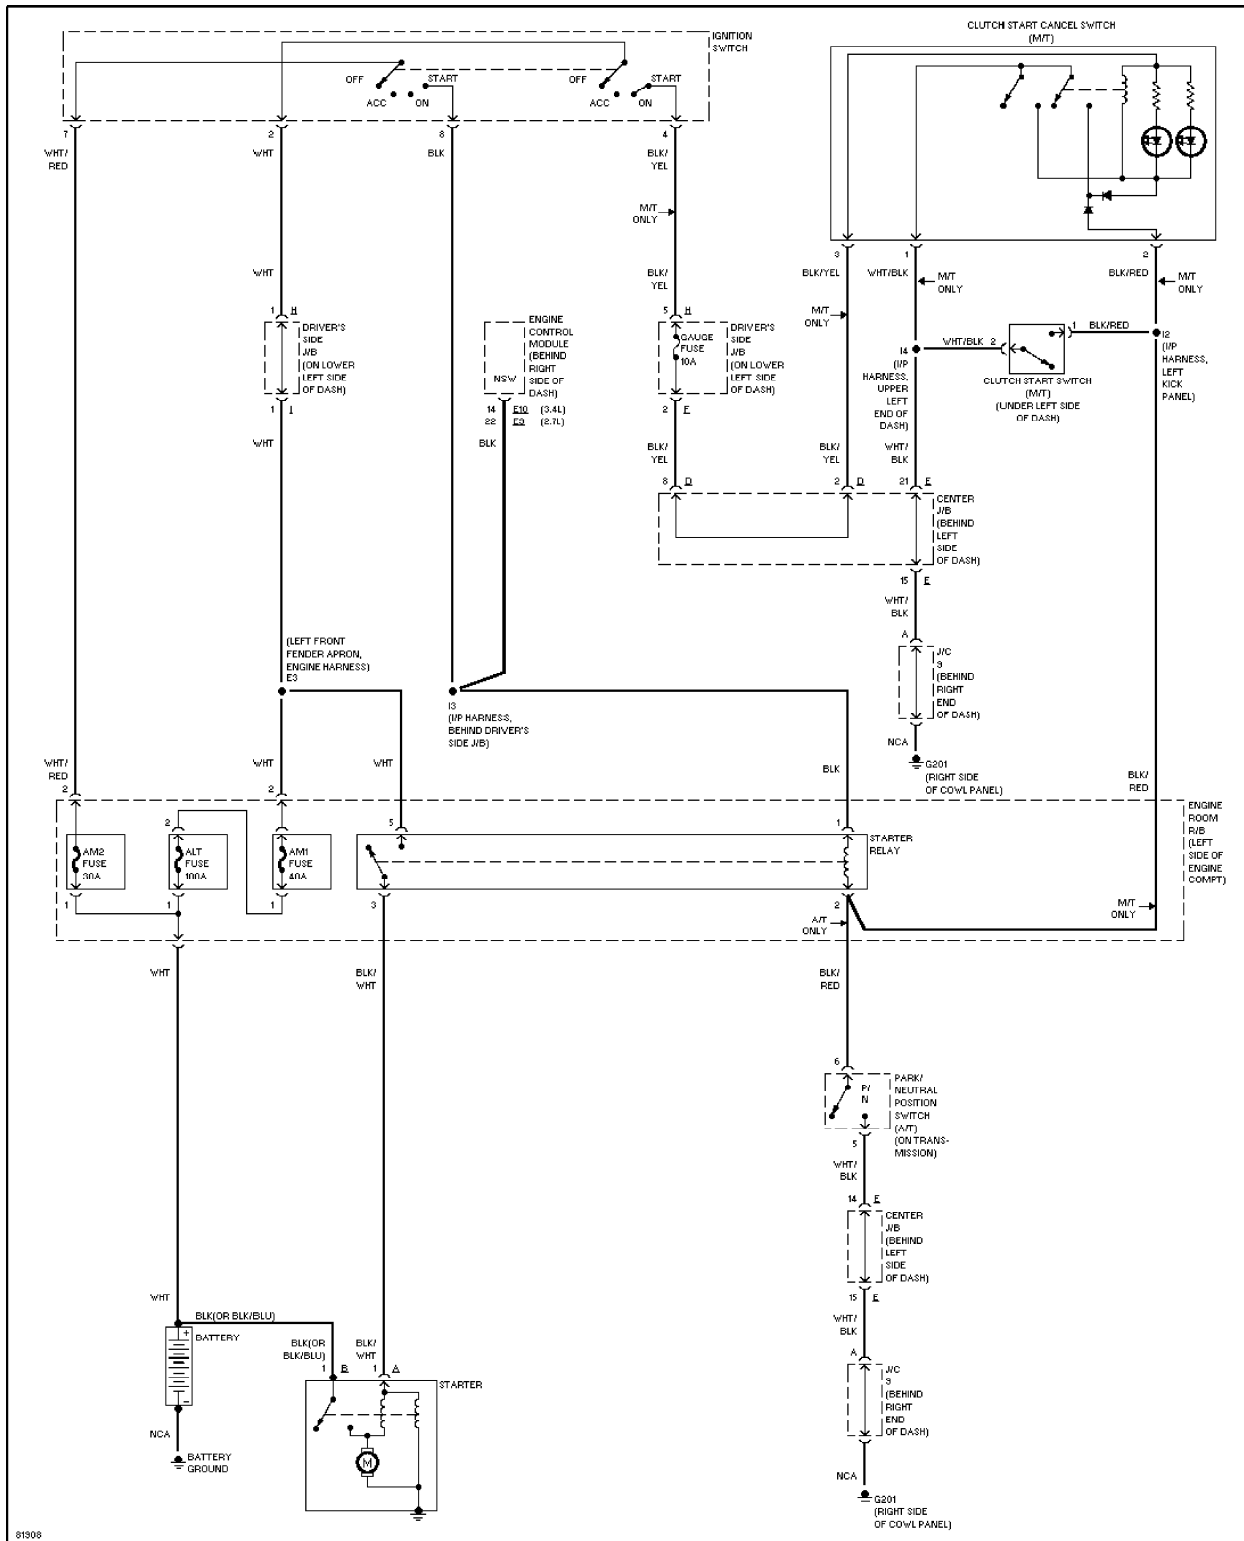 IGNITION
SWITCH
OFF
START
ACC
ON
OFF
START
ACC
ON
CLUTCH START CANCEL SWITCH
(M/T)
7
2
8
4
WHT/
RED
WHT
BLK
BLK/
YEL
M/T
ONLY
3
1
2
BLK/YEL
WHT/BLK
BLK/RED
M/T
ONLY
M/T
ONLY
M/T
ONLY
WHT
BLK/
YEL
1 H
5 H
DRIVER'S
SIDE
J/B
(ON LOWER
LEFT SIDE
OF DASH)
1 I
ENGINE
CONTROL
MODULE
(BEHIND
RIGHT
SIDE OF
DASH)
NSW
14 E10 (3.4L)
22 E9 (2.7L)
BLK
GAUGE
FUSE
10A
DRIVER'S
SIDE
J/B
(ON LOWER
LEFT SIDE
OF DASH)
2 F
I4
(I/P
HARNESS,
UPPER
LEFT
END OF
DASH)
WHT/BLK 2
1 BLK/RED
CLUTCH START SWITCH
(M/T)
(UNDER LEFT SIDE
OF DASH)
I2
(I/P
HARNESS,
LEFT
KICK
PANEL)
WHT
BLK/
YEL
BLK/
YEL
WHT/
BLK
8 D
2 D
21 E
CENTER
J/B
(BEHIND
LEFT
SIDE
OF DASH)
15 E
WHT/
BLK
A
J/C
3
(BEHIND
RIGHT
END
OF DASH)
NCA
G201
(RIGHT SIDE
OF COWL PANEL)
(LEFT FRONT
FENDER APRON,
ENGINE HARNESS)
E3
I3
(I/P HARNESS,
BEHIND DRIVER'S
SIDE J/B)
WHT/
RED
WHT
WHT
BLK
BLK/
RED
2
2
2
5
1
AM2
FUSE
30A
ALT
FUSE
100A
AM1
FUSE
40A
STARTER
RELAY
ENGINE
ROOM
R/B
(LEFT
SIDE OF
ENGINE
COMPT)
1
1
1
3
2
A/T
ONLY
M/T
ONLY
WHT
BLK/
WHT
BLK/
RED
6
P/
N
PARK/
NEUTRAL
POSITION
SWITCH
(A/T)
(ON TRANS-
MISSION)
5
WHT/
BLK
14 E
CENTER
J/B
(BEHIND
LEFT
SIDE
OF DASH)
15 E
WHT/
BLK
A
J/C
3
(BEHIND
RIGHT
END
OF DASH)
NCA
G201
(RIGHT SIDE
OF COWL PANEL)
WHT
BLK(OR BLK/BLU)
+
BATTERY
-
NCA
BATTERY
GROUND
BLK(OR
BLK/BLU)
1 B
BLK/
WHT
1 A
STARTER
M
81908